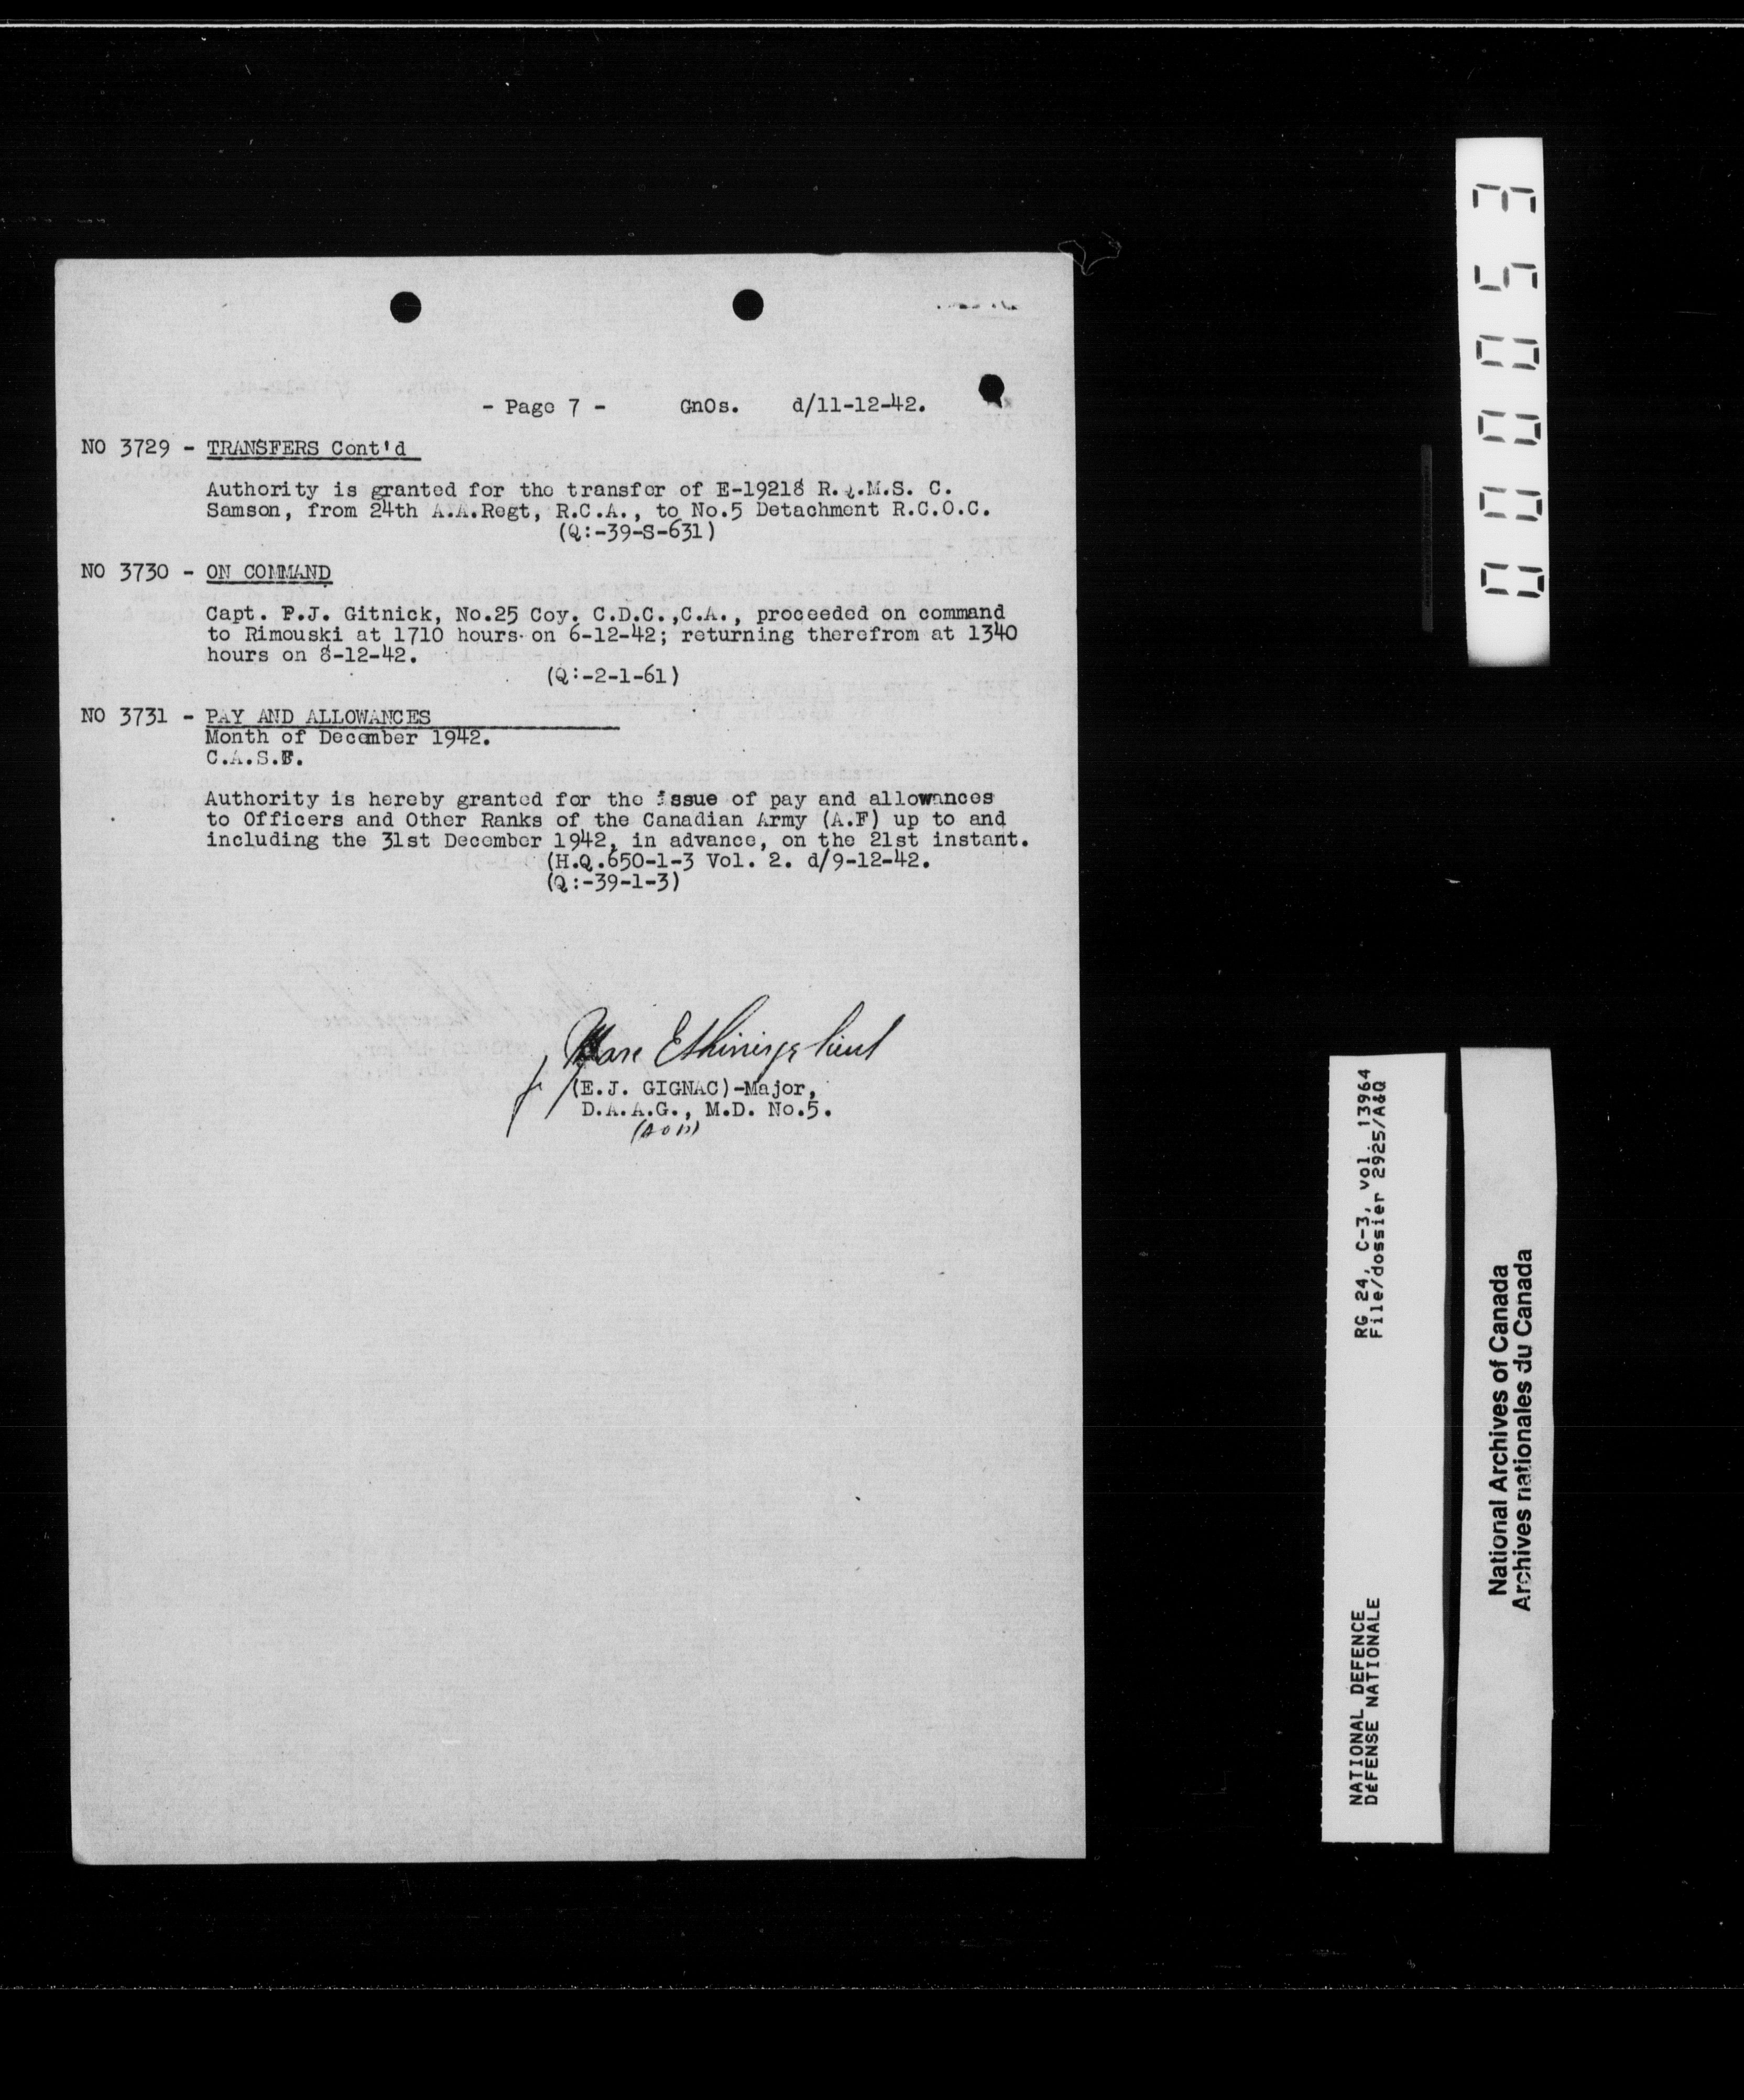 - Page 7 - GnOs. d/11-12-42.
NO 3729 - TRANSFERS Cont'd
Authority is granted for the transfer of E-19218 R.Q.M.S. C.
Samson, from 24th A.A.Regt, R.C.A., to No.5 Detachment R.C.O.C.
(Q:-39-S-631)
NO 3730 - ON COMMAND
Capt. P.J. Gitnick, No.25 Coy. C.D.C.,C.A., proceeded on command
to Rimouski at 1710 hours on 6-12-42; returning therefrom at 1340
hours on 8-12-42.
(Q:-2-1-61)
NO 3731 - PAY AND ALLOWANCES
Month of December 1942.
C.A.S.F.
Authority is hereby granted for the issue of pay and allowances
to Officers and Other Ranks of the Canadian Army (A.F) up to and
including the 31st December 1942, in advance, on the 21st instant.
(H.Q.650-1-3 Vol. 2. d/9-12-42.
(Q:-39-1-3)
(E.J. GIGNAC)-Major,
D.A.A.G., M.D. No.5.
000053
RG 24, C-3, vol. 13964
File/dossier 2925/A&Q
NATIONAL DEFENCE
DÉFENSE NATIONALE
National Archives of Canada
Archives nationales du Canada